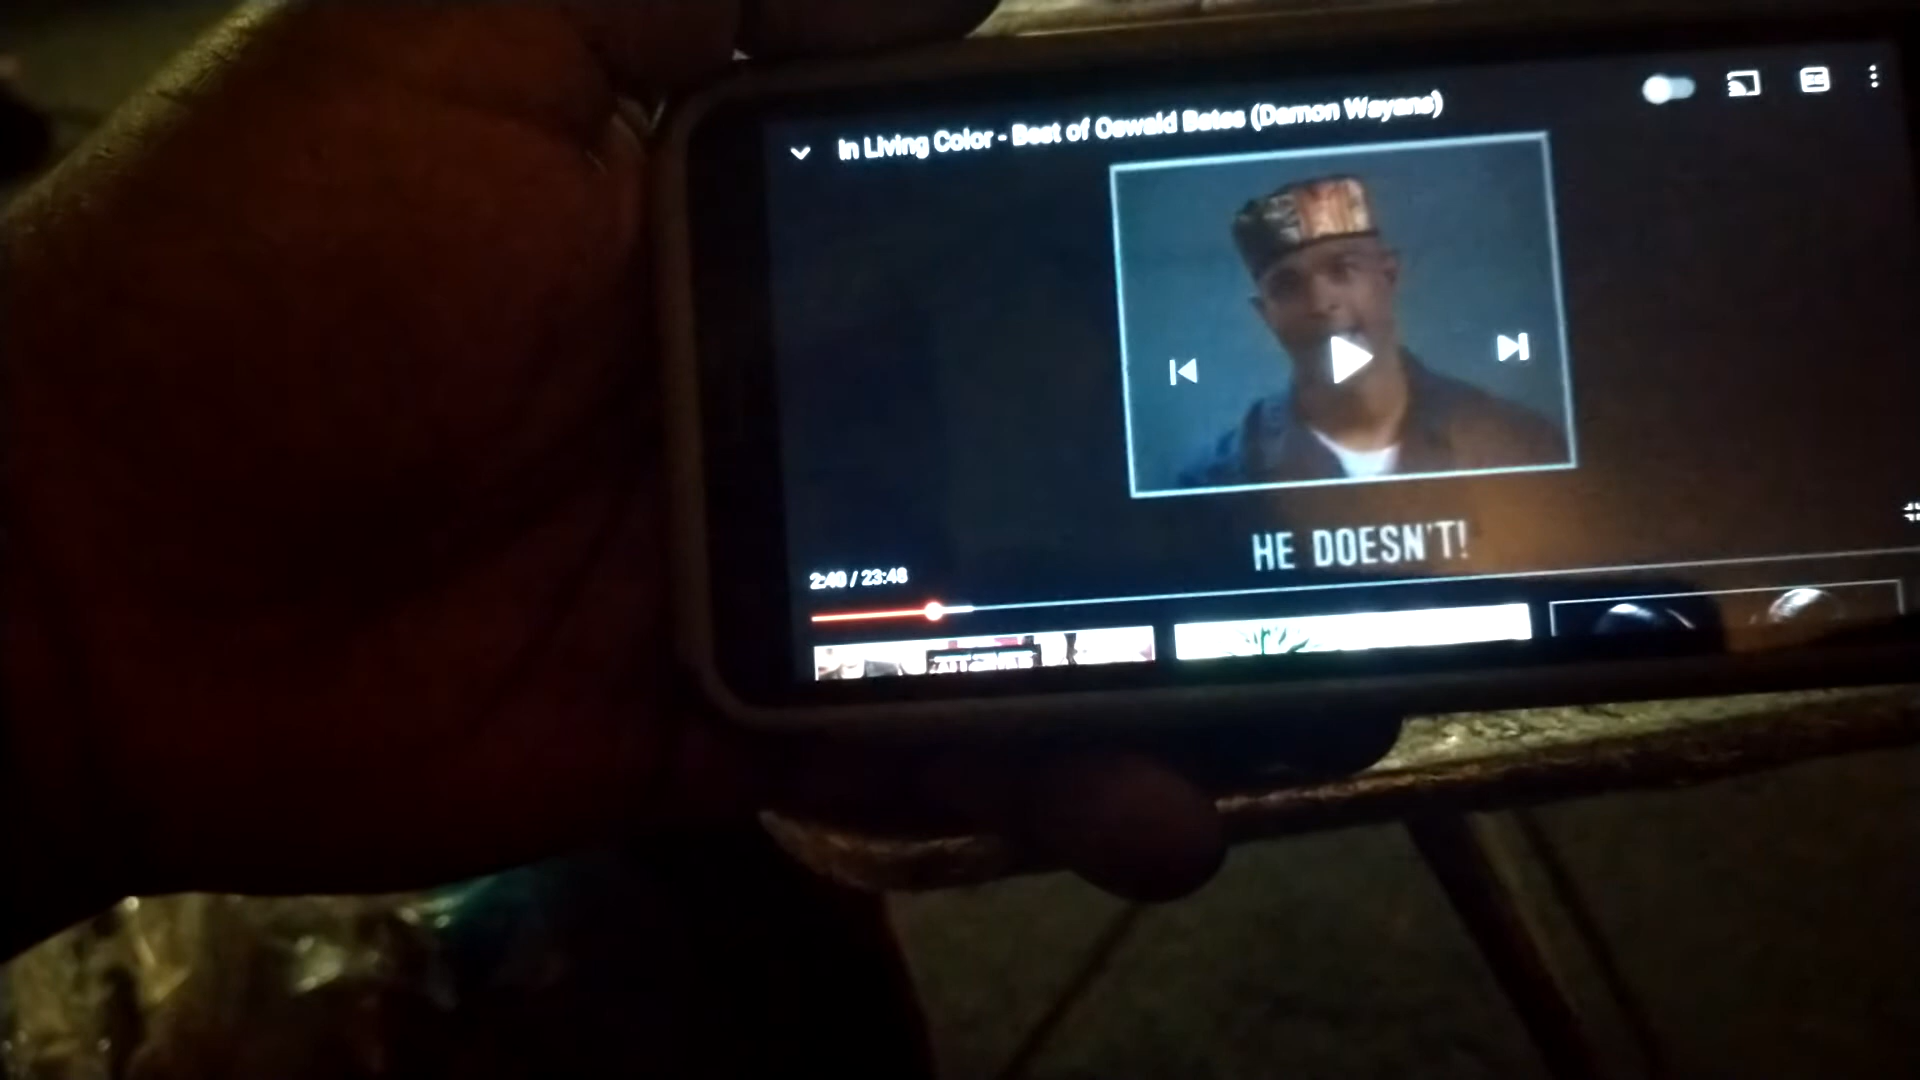 In Living Color - Best of Oswald Bates (Damon Wayans)
HE DOESN'T!
2:40 / 23:48